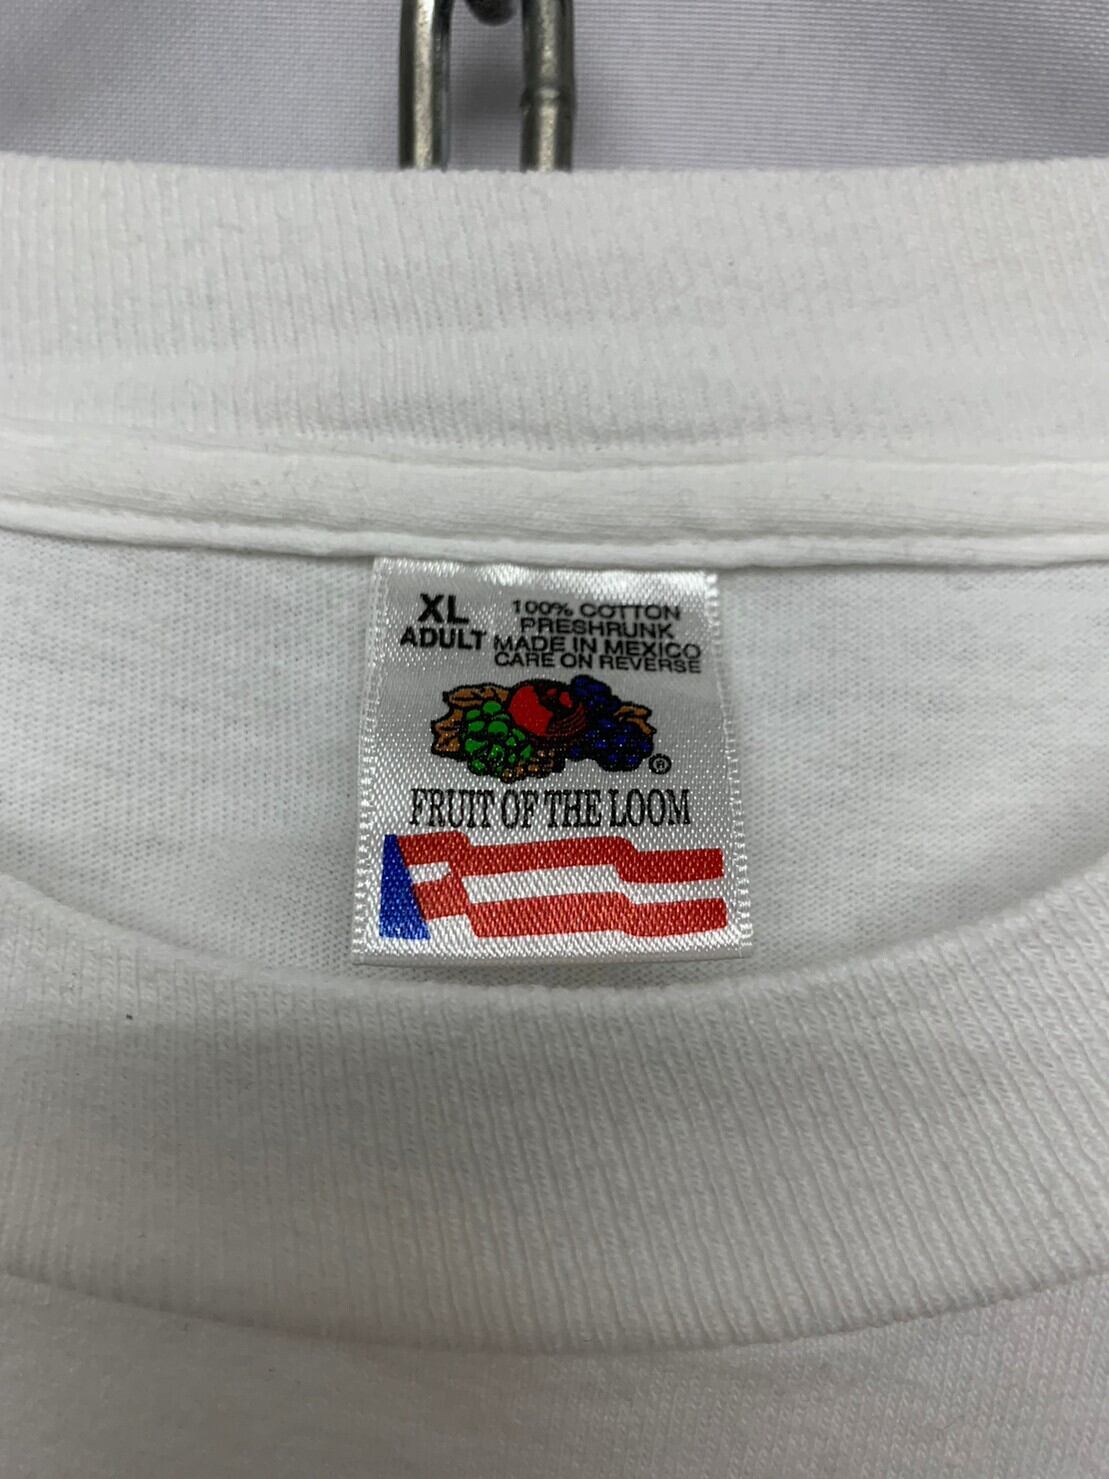 XL
ADULT
100% COTTON
PRESHRUNK
MADE IN MEXICO
CARE ON REVERSE
®
FRUIT OF THE LOOM